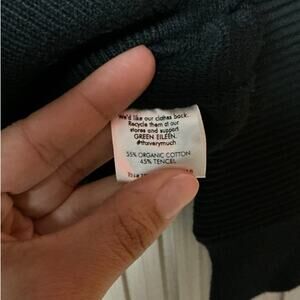 We'd like our clothes back.
Recycle them at our
stores and support
GREEN EILEEN.
#thxverymuch
55% ORGANIC COTTON
45% TENCEL